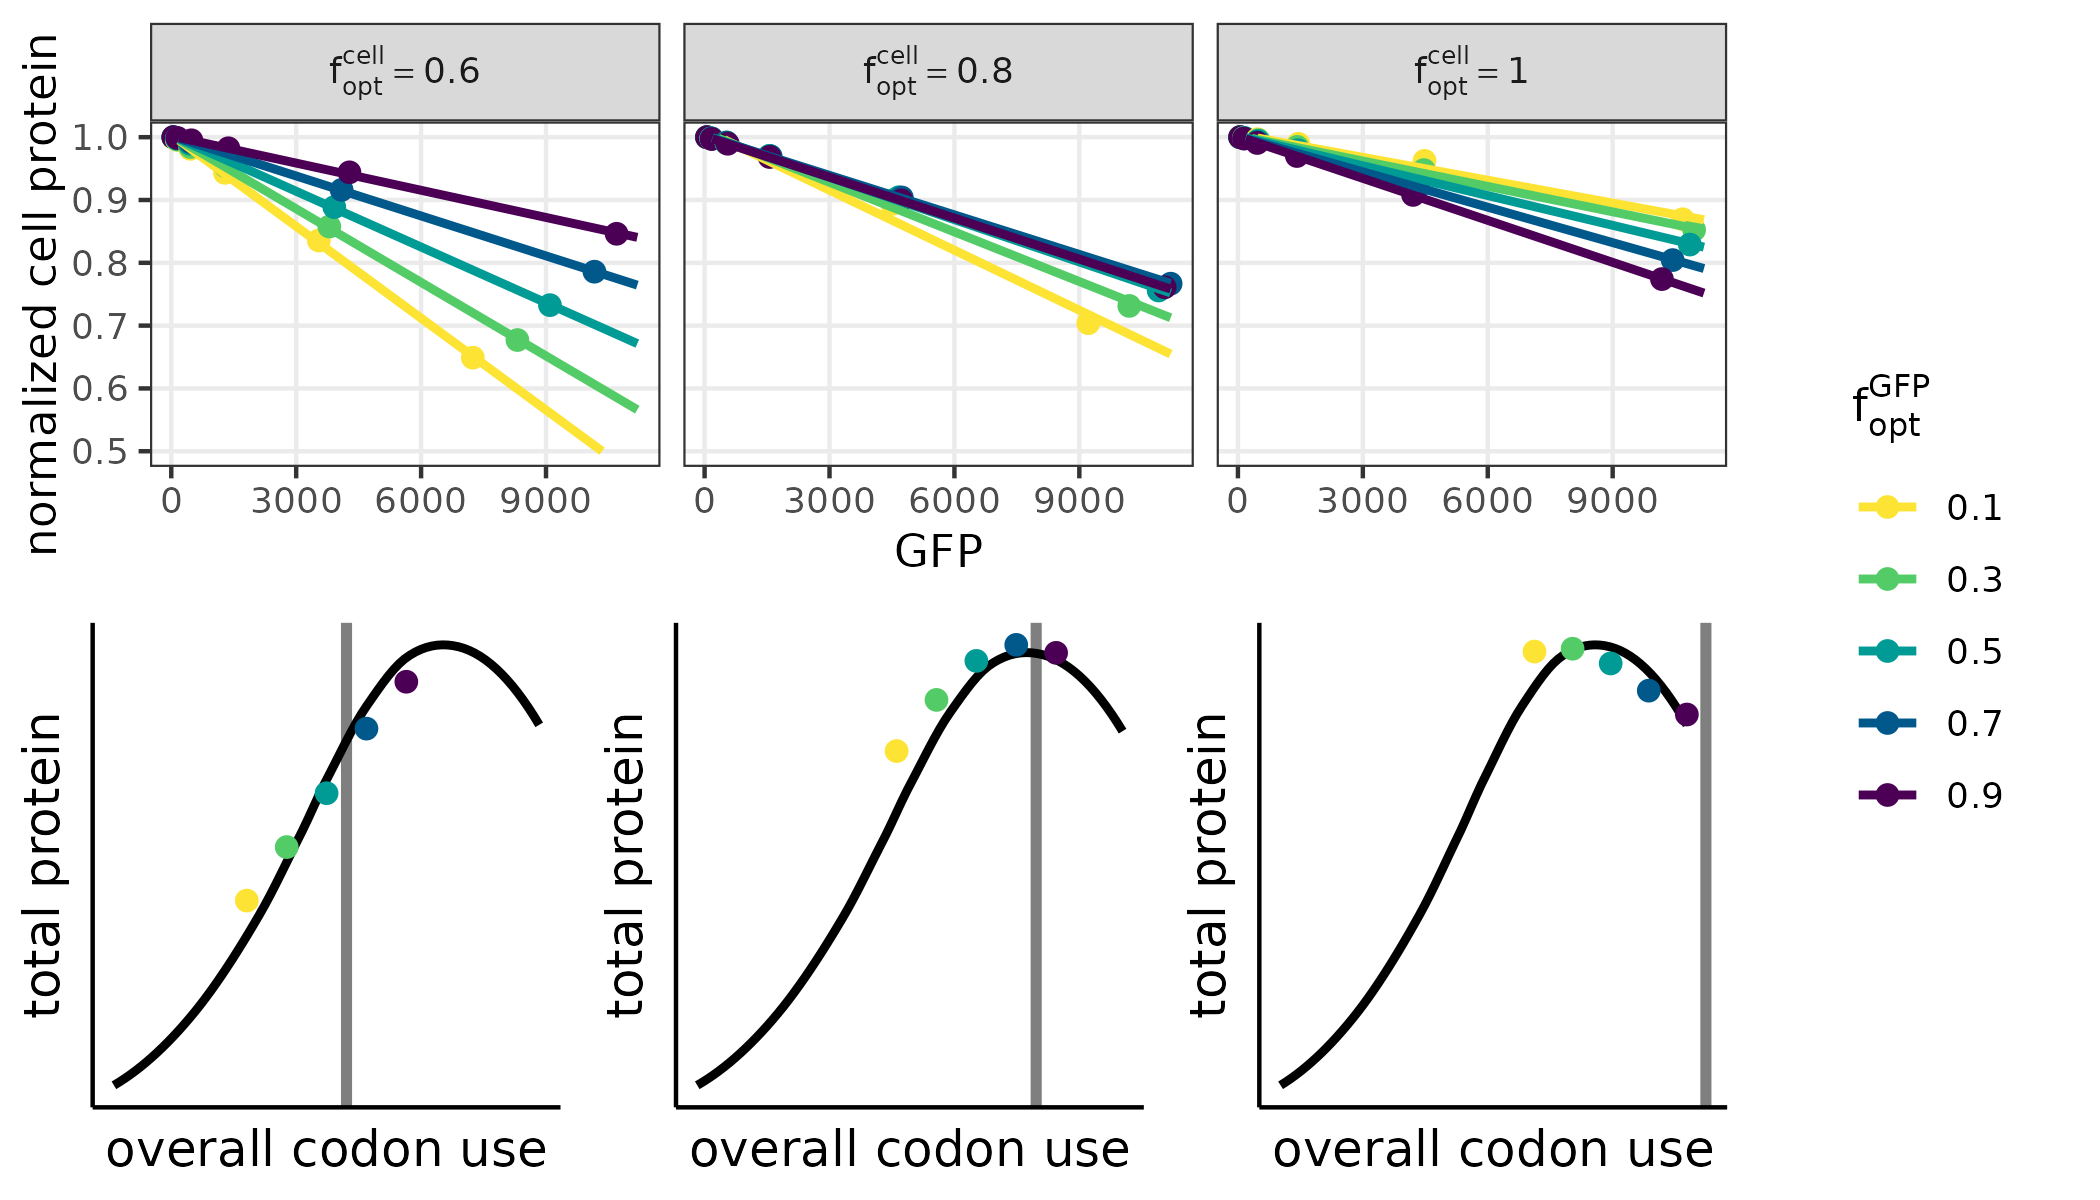 f_opt^cell = 0.6
f_opt^cell = 0.8
f_opt^cell = 1
normalized cell protein
1.0
0.9
0.8
0.7
0.6
0.5
0 3000 6000 9000
0 3000 6000 9000
0 3000 6000 9000
GFP
f_opt^GFP
0.1
0.3
0.5
0.7
0.9
total protein
overall codon use
total protein
overall codon use
total protein
overall codon use